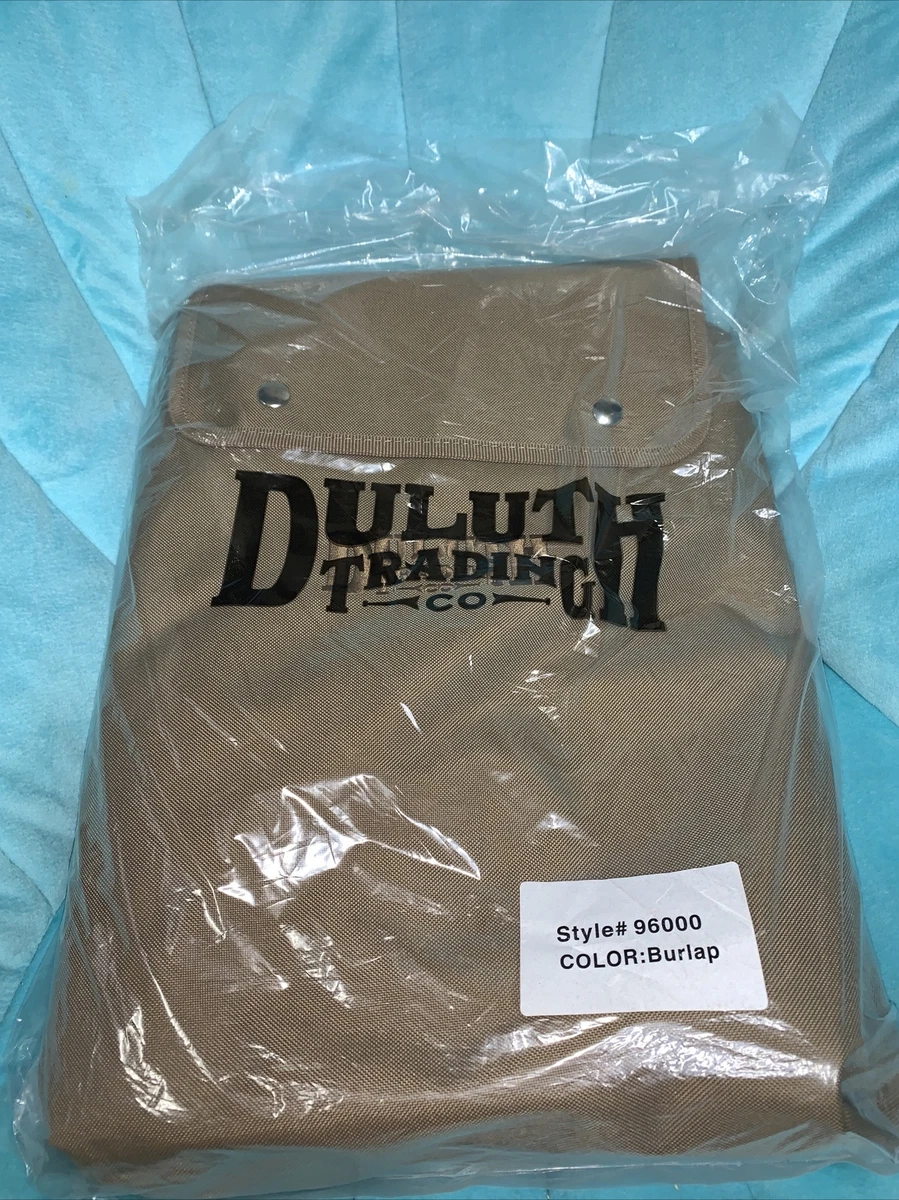 DULUTH
TRADING
CO
Style# 96000
COLOR:Burlap